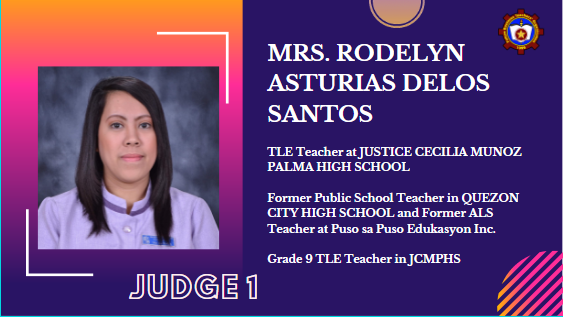 MRS. RODELYN
ASTURIAS DELOS
SANTOS
TLE Teacher at JUSTICE CECILIA MUNOZ
PALMA HIGH SCHOOL
Former Public School Teacher in QUEZON
CITY HIGH SCHOOL and Former ALS
Teacher at Puso sa Puso Edukasyon Inc.
Grade 9 TLE Teacher in JCMPHS
JUDGE 1